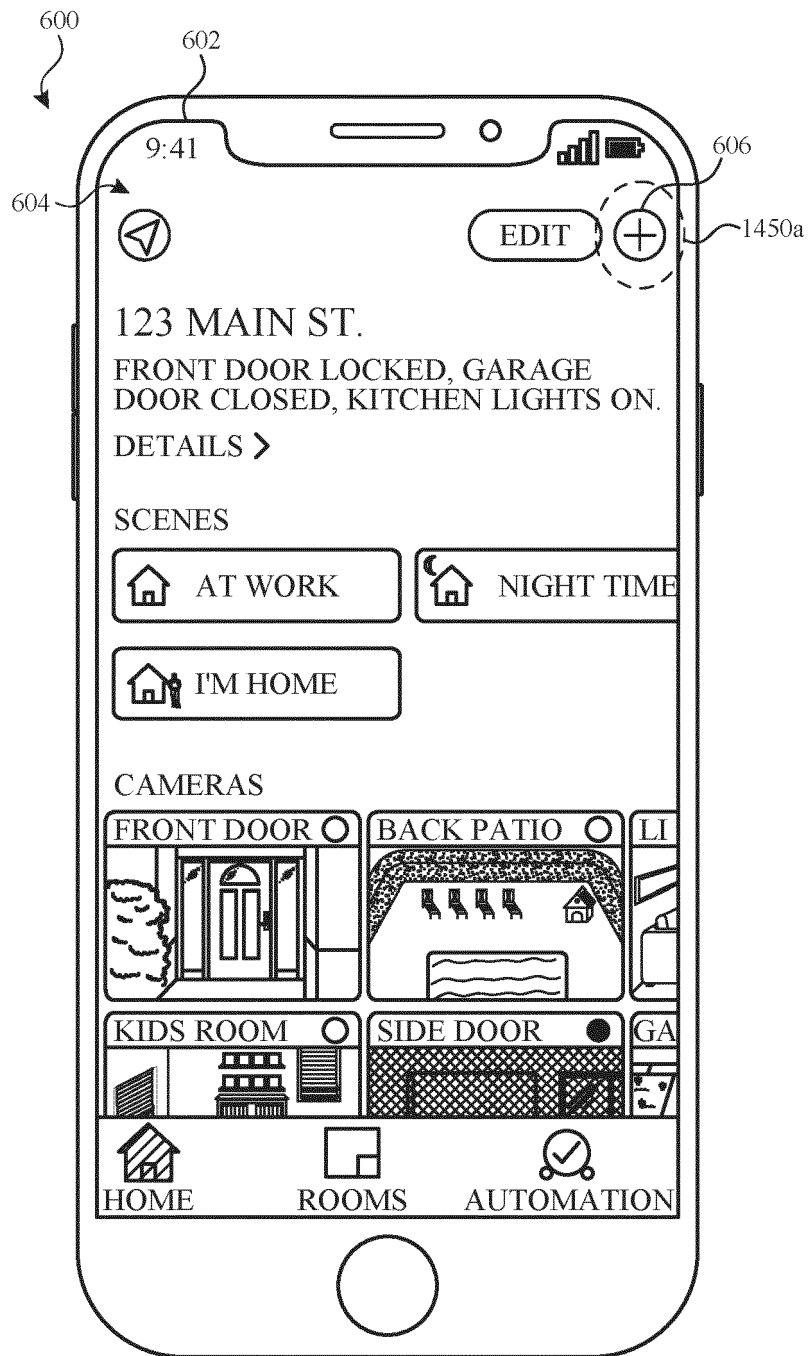 600
602
9:41
606
604
EDIT
1450a
123 MAIN ST.
FRONT DOOR LOCKED, GARAGE
DOOR CLOSED, KITCHEN LIGHTS ON.
DETAILS >
SCENES
AT WORK
NIGHT TIME
I'M HOME
CAMERAS
FRONT DOOR
BACK PATIO
LI
KIDS ROOM
SIDE DOOR
GA
HOME
ROOMS
AUTOMATION